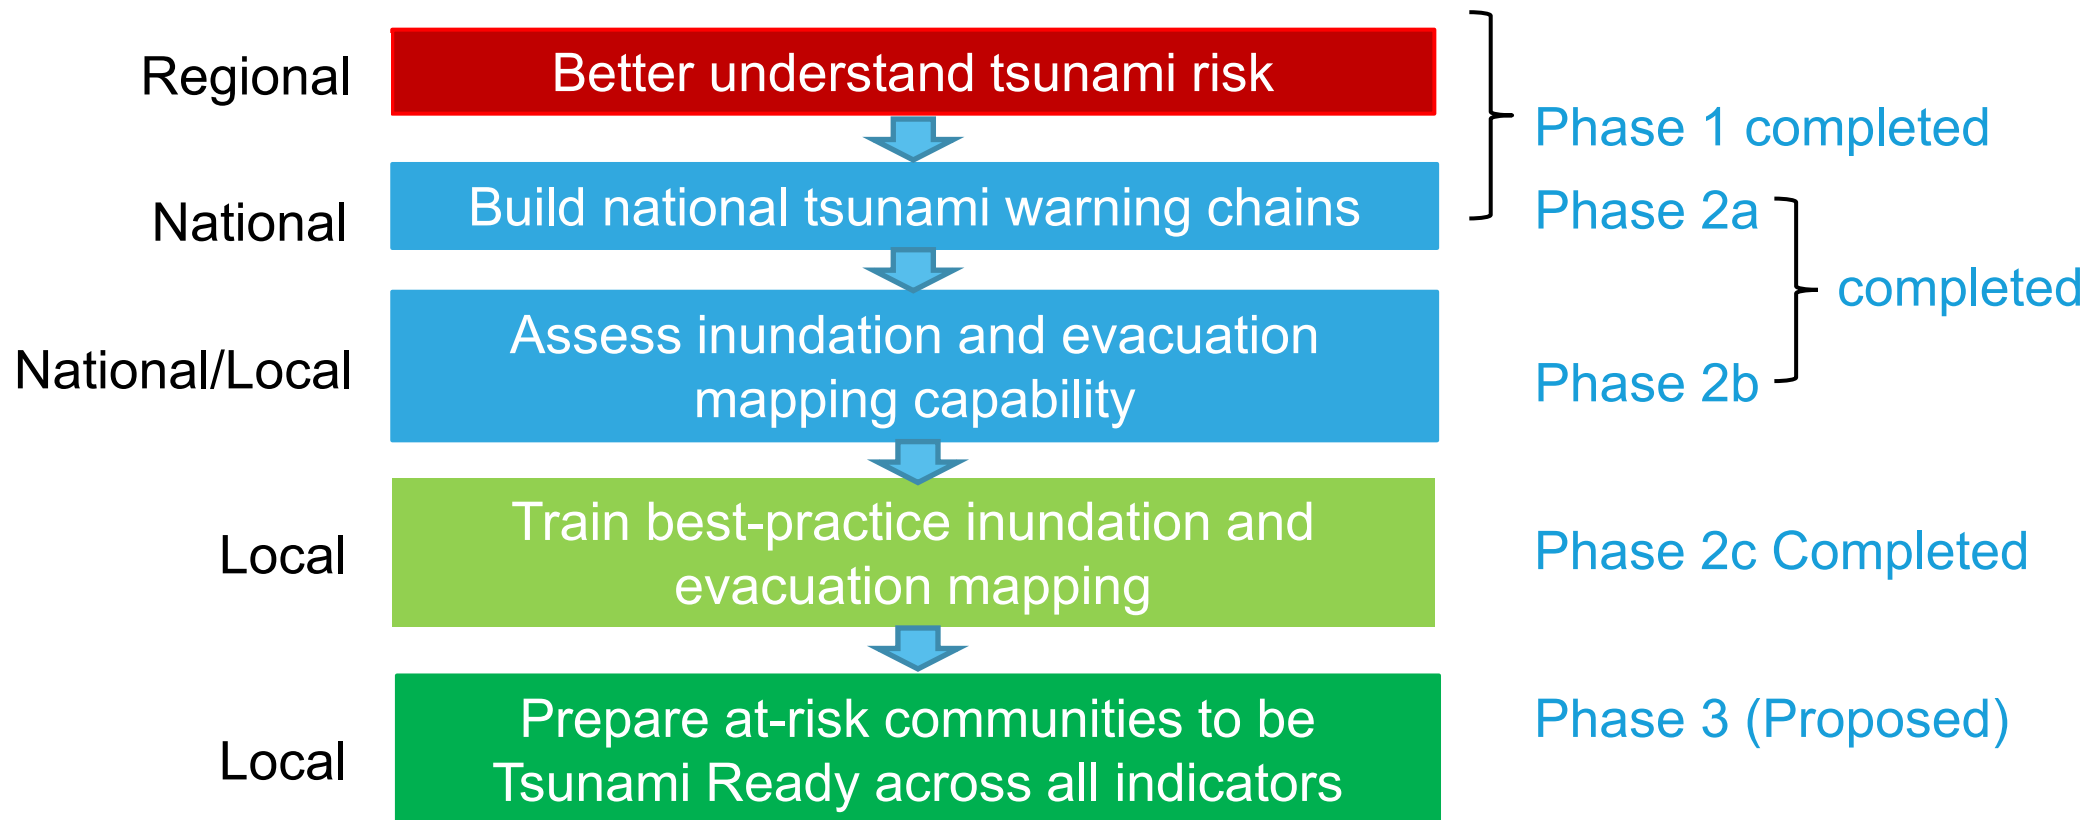 Regional
Better understand tsunami risk
Phase 1 completed
National
Build national tsunami warning chains
Phase 2a
completed
National/Local
Assess inundation and evacuation
mapping capability
Phase 2b
Local
Train best-practice inundation and
evacuation mapping
Phase 2c Completed
Local
Prepare at-risk communities to be
Tsunami Ready across all indicators
Phase 3 (Proposed)